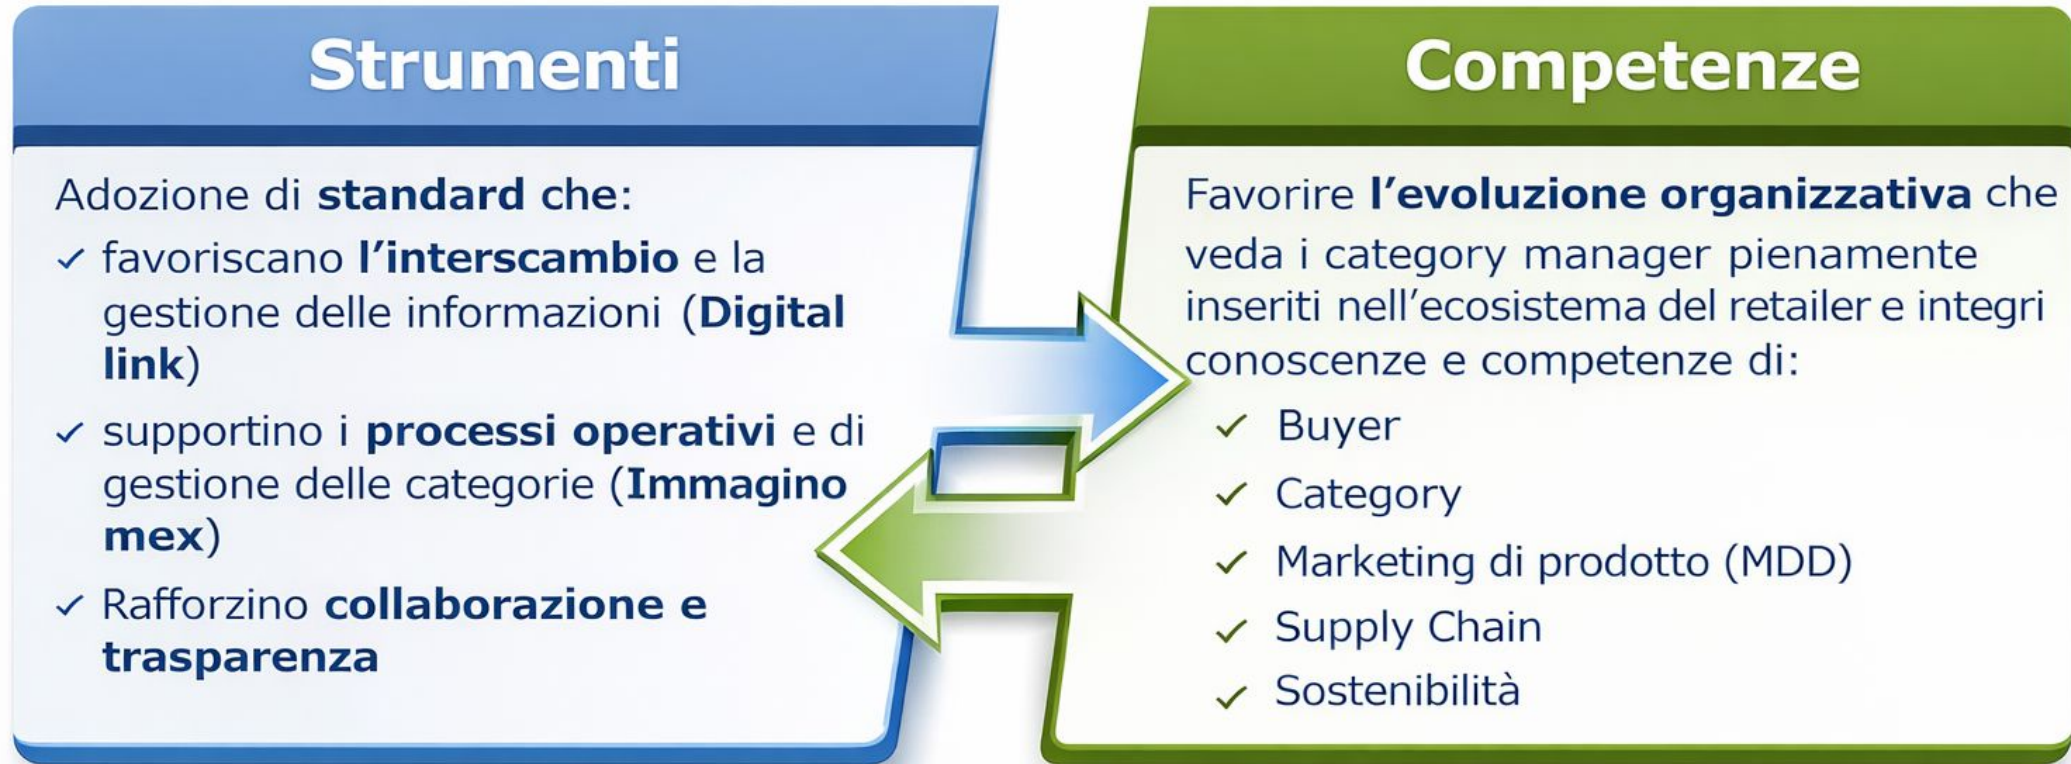 Strumenti
Adozione di standard che:
✓ favoriscano l’interscambio e la
gestione delle informazioni (Digital
link)
✓ supportino i processi operativi e di
gestione delle categorie (Immagino
mex)
✓ Rafforzino collaborazione e
trasparenza
Competenze
Favorire l’evoluzione organizzativa che
veda i category manager pienamente
inseriti nell’ecosistema del retailer e integri
conoscenze e competenze di:
✓ Buyer
✓ Category
✓ Marketing di prodotto (MDD)
✓ Supply Chain
✓ Sostenibilità